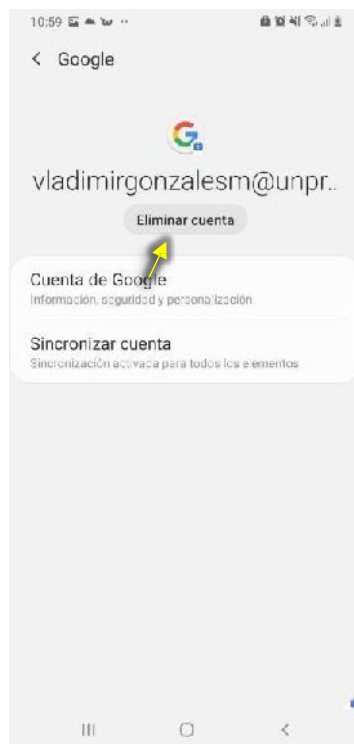 10:59
Google
vladimirgonzalesm@unpr..
Eliminar cuenta
Cuenta de Google
Información, seguridad y personalización
Sincronizar cuenta
Sincronización activada para todos los elementos